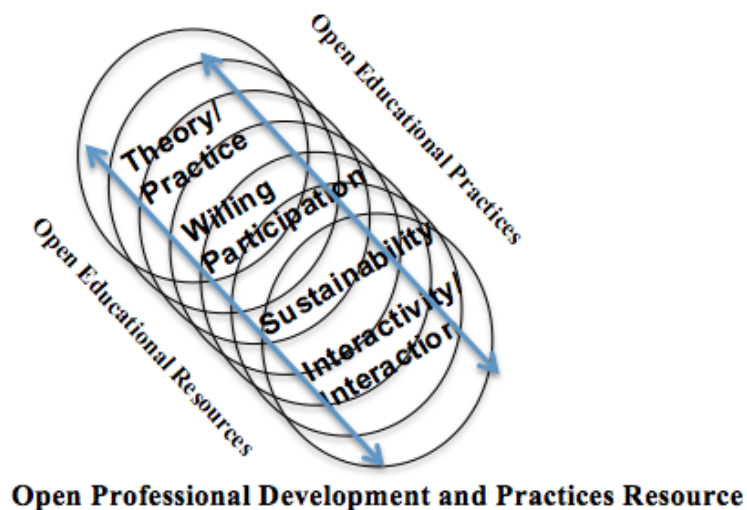 Open Educational Practices
Theory/
Practice
Willing
Participation
Sustainability
Interactivity/
Interaction
Open Educational Resources
Open Professional Development and Practices Resource